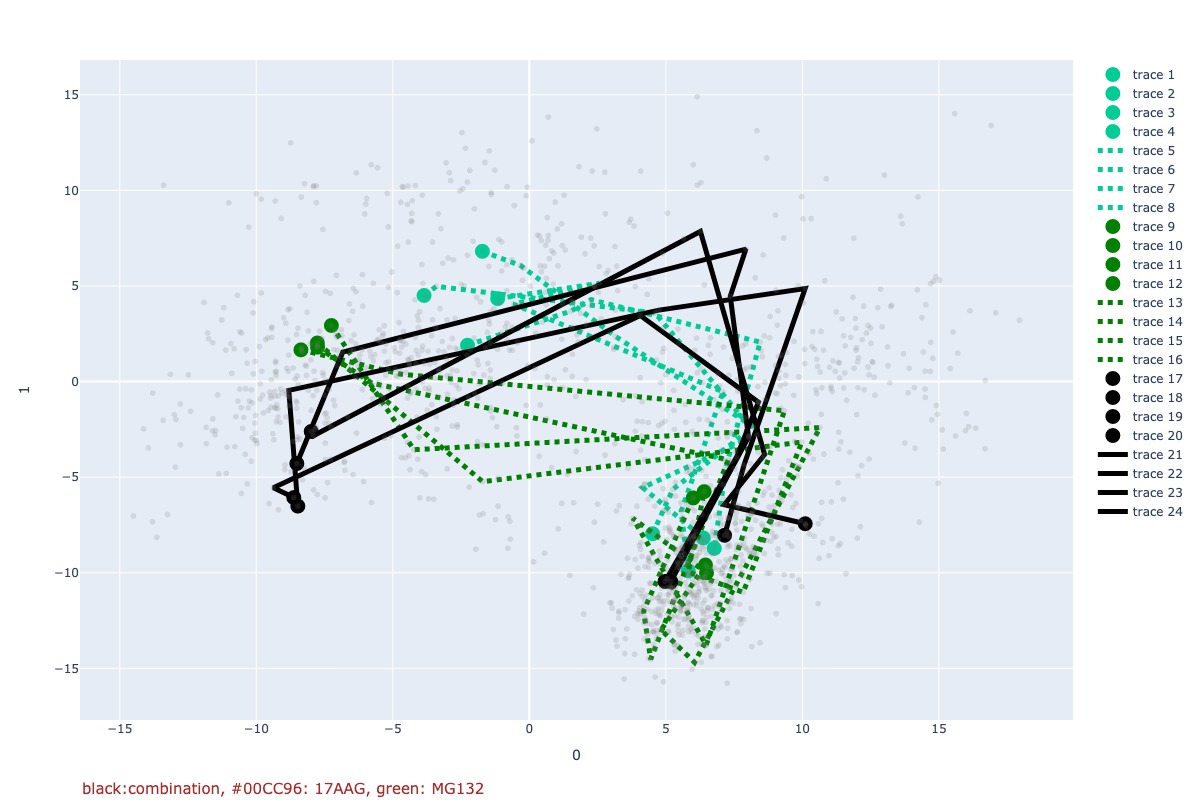 15
10
5
0
−5
−10
−15
1
−15
−10
−5
0
5
10
15
0
trace 1
trace 2
trace 3
trace 4
trace 5
trace 6
trace 7
trace 8
trace 9
trace 10
trace 11
trace 12
trace 13
trace 14
trace 15
trace 16
trace 17
trace 18
trace 19
trace 20
trace 21
trace 22
trace 23
trace 24
black:combination, #00CC96: 17AAG, green: MG132